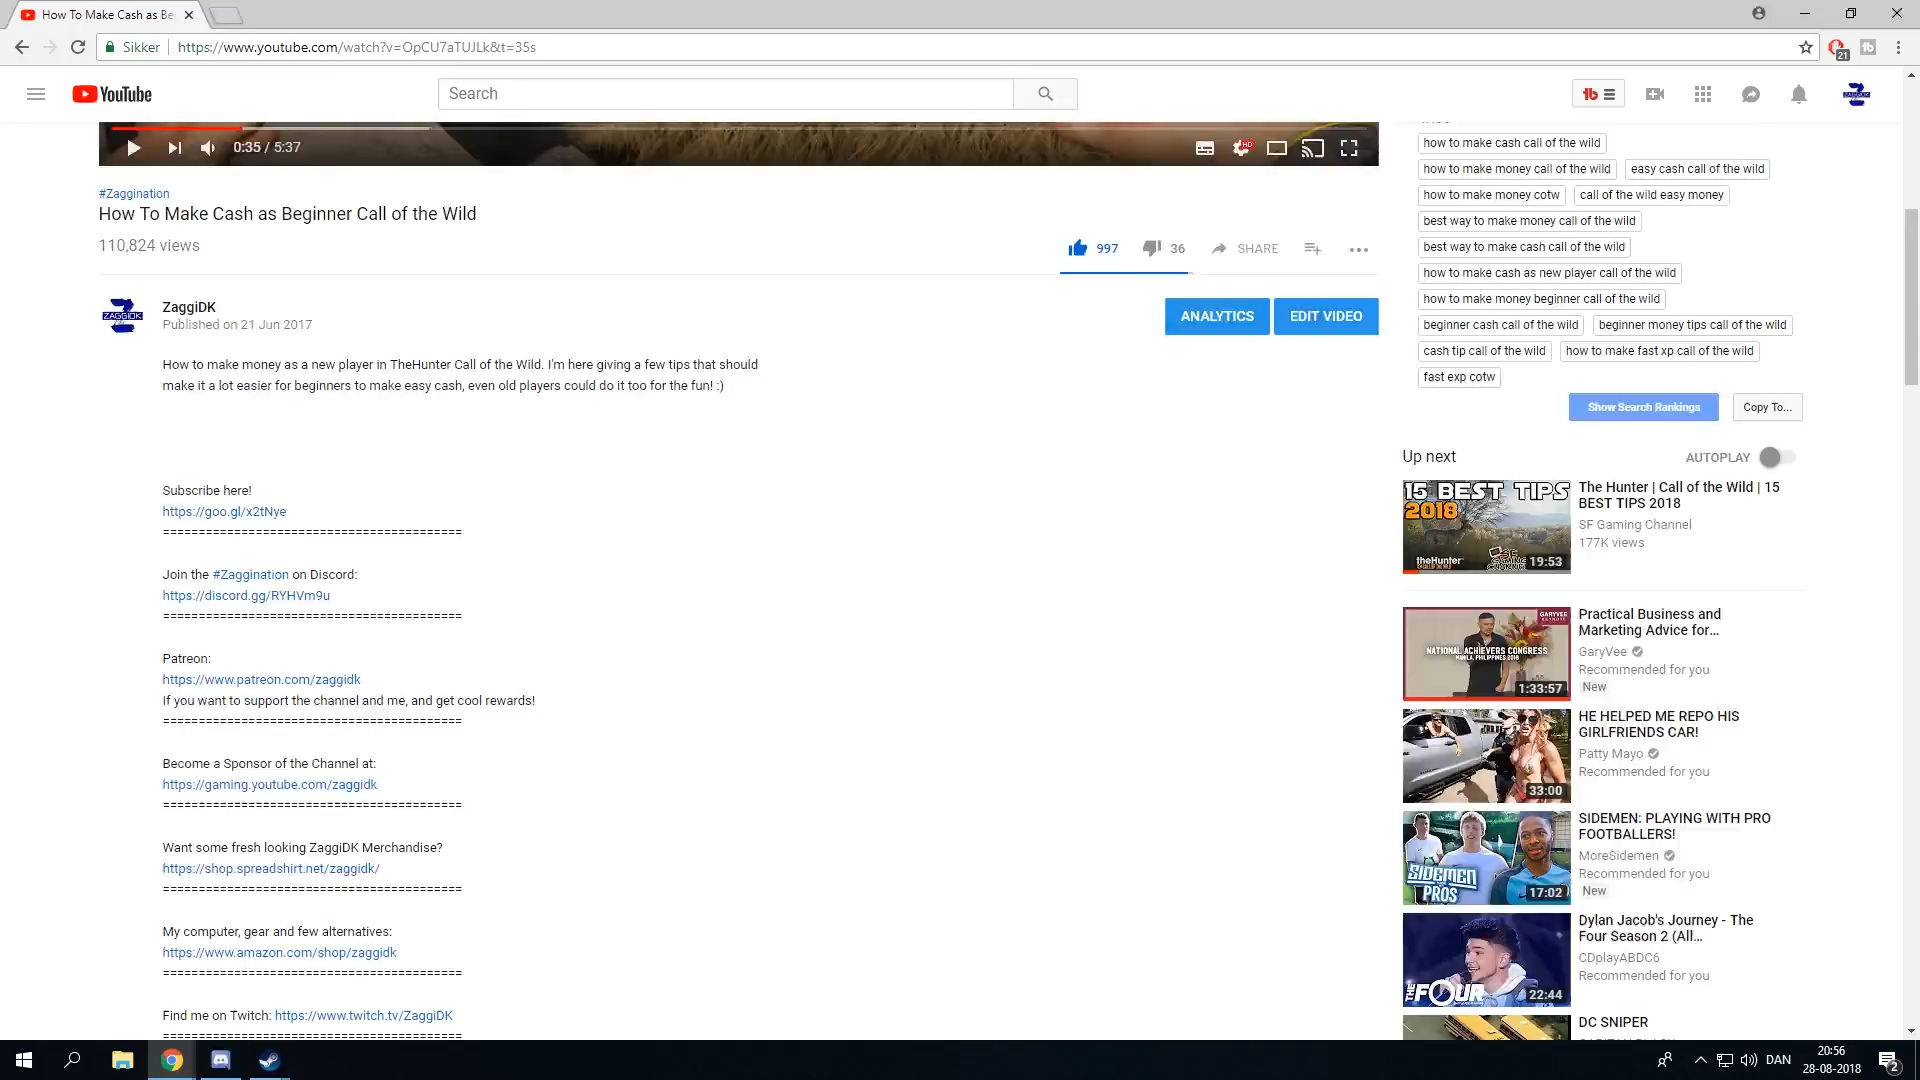 How To Make Cash as Be
Sikker
https://www.youtube.com/watch?v=OpCU7aTUJLk&t=35s
21
YouTube
Search
0:35 / 5:37
HD
#Zaggination
How To Make Cash as Beginner Call of the Wild
110,824 views
997
36
SHARE
ZAGGIDK
ZaggiDK
Published on 21 Jun 2017
ANALYTICS
EDIT VIDEO
How to make money as a new player in TheHunter Call of the Wild. I'm here giving a few tips that should
make it a lot easier for beginners to make easy cash, even old players could do it too for the fun! :)
Subscribe here!
https://goo.gl/x2tNye
==========================================
Join the #Zaggination on Discord:
https://discord.gg/RYHVm9u
==========================================
Patreon:
https://www.patreon.com/zaggidk
If you want to support the channel and me, and get cool rewards!
==========================================
Become a Sponsor of the Channel at:
https://gaming.youtube.com/zaggidk
==========================================
Want some fresh looking ZaggiDK Merchandise?
https://shop.spreadshirt.net/zaggidk/
==========================================
My computer, gear and few alternatives:
https://www.amazon.com/shop/zaggidk
==========================================
Find me on Twitch: https://www.twitch.tv/ZaggiDK
==========================================
how to make cash call of the wild
how to make money call of the wild
easy cash call of the wild
how to make money cotw
call of the wild easy money
best way to make money call of the wild
best way to make cash call of the wild
how to make cash as new player call of the wild
how to make money beginner call of the wild
beginner cash call of the wild
beginner money tips call of the wild
cash tip call of the wild
how to make fast xp call of the wild
fast exp cotw
Show Search Rankings
Copy To...
Up next
AUTOPLAY
15 BEST TIPS
2018
theHunter
19:53
The Hunter | Call of the Wild | 15
BEST TIPS 2018
SF Gaming Channel
177K views
GARYVEE
NATIONAL ACHIEVERS CONGRESS
MANILA, PHILIPPINES 2018
1:33:57
Practical Business and
Marketing Advice for...
GaryVee
Recommended for you
New
33:00
HE HELPED ME REPO HIS
GIRLFRIENDS CAR!
Patty Mayo
Recommended for you
SIDEMEN
PROS
17:02
SIDEMEN: PLAYING WITH PRO
FOOTBALLERS!
MoreSidemen
Recommended for you
New
THE FOUR
22:44
Dylan Jacob's Journey - The
Four Season 2 (All...
CDplayABDC6
Recommended for you
DC SNIPER
DAN
20:56
28-08-2018
2